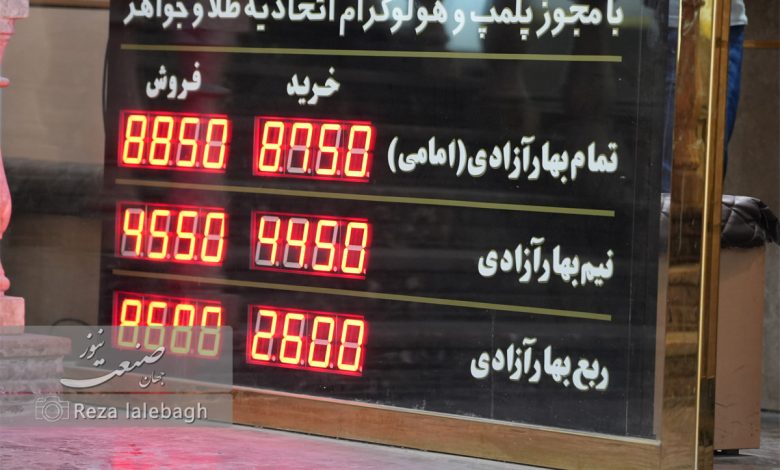 با مجوز پلمپ و هولوگرام اتحادیه طلا و جواهر
خرید فروش
تمام بهار آزادی (امامی) 8750 8850
نیم بهار آزادی 4450 4550
ربع بهار آزادی 2600
صنعت نیوز
جهان
Reza lalebagh